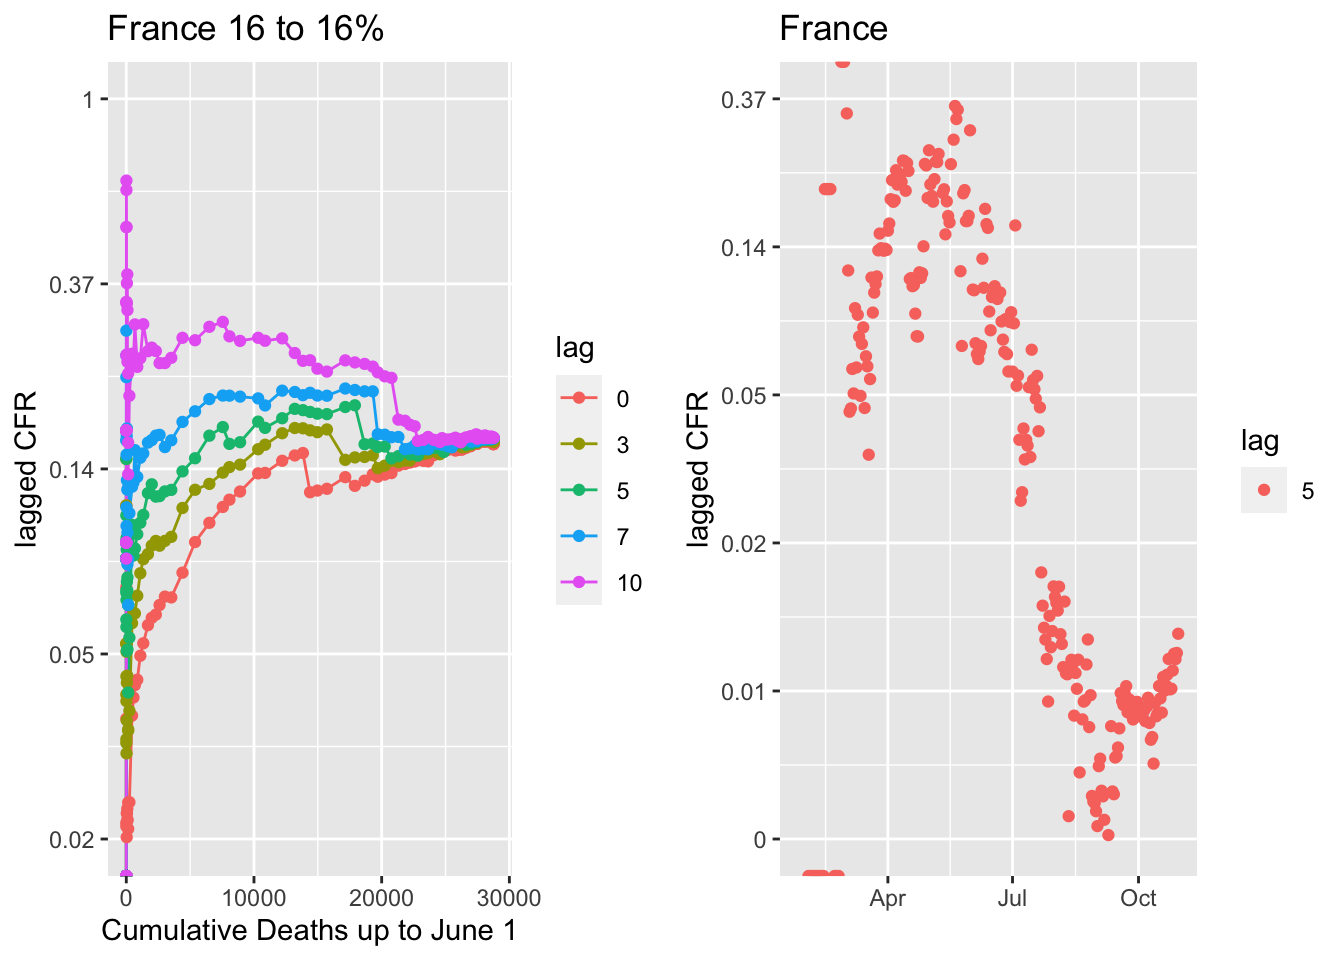 France 16 to 16%
1
0.37
0.14
0.05
0.02
lagged CFR
0
10000
20000
30000
Cumulative Deaths up to June 1
lag
0
3
5
7
10
France
0.37
0.14
0.05
0.02
0.01
0
lagged CFR
Apr
Jul
Oct
lag
5